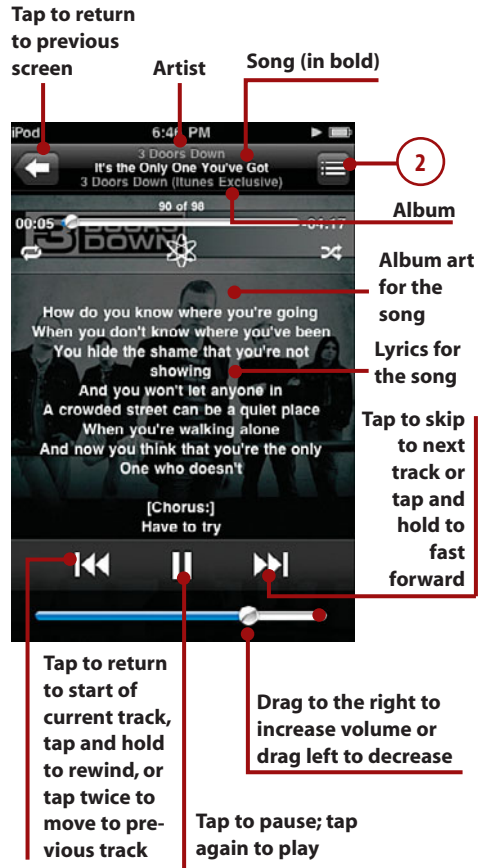 Tap to return
to previous
screen
Artist
Song (in bold)
iPod
6:46 PM
3 Doors Down
It's the Only One You've Got
3 Doors Down (Itunes Exclusive)
2
Album
90 of 98
00:05
-04:17
3 DOORS
DOWN
Album art
for the
song
How do you know where you're going
When you don't know where you've been
You hide the shame that you're not
showing
And you won't let anyone in
A crowded street can be a quiet place
When you're walking alone
And now you think that you're the only
One who doesn't
[Chorus:]
Have to try
Lyrics for
the song
Tap to skip
to next
track or
tap and
hold to
fast
forward
Tap to return
to start of
current track,
tap and hold
to rewind, or
tap twice to
move to pre-
vious track
Tap to pause; tap
again to play
Drag to the right to
increase volume or
drag left to decrease